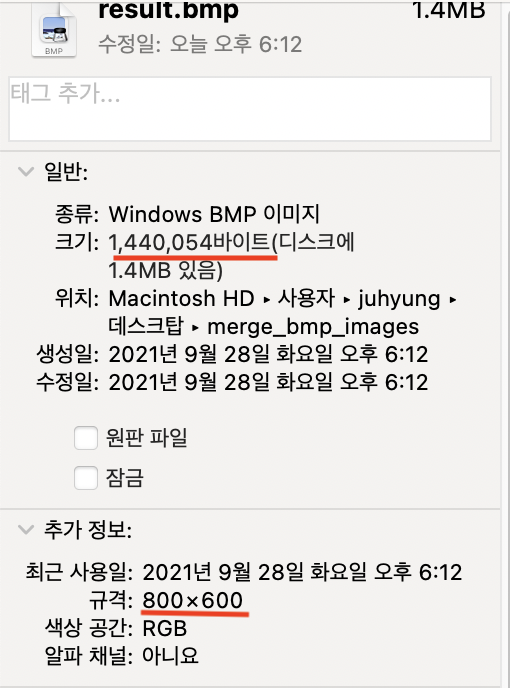 result.bmp 1.4MB
수정일: 오늘 오후 6:12
BMP
태그 추가...
일반:
종류: Windows BMP 이미지
크기: 1,440,054바이트(디스크에
1.4MB 있음)
위치: Macintosh HD ▸ 사용자 ▸ juhyung ▸
데스크탑 ▸ merge_bmp_images
생성일: 2021년 9월 28일 화요일 오후 6:12
수정일: 2021년 9월 28일 화요일 오후 6:12
원판 파일
잠금
추가 정보:
최근 사용일: 2021년 9월 28일 화요일 오후 6:12
규격: 800×600
색상 공간: RGB
알파 채널: 아니요